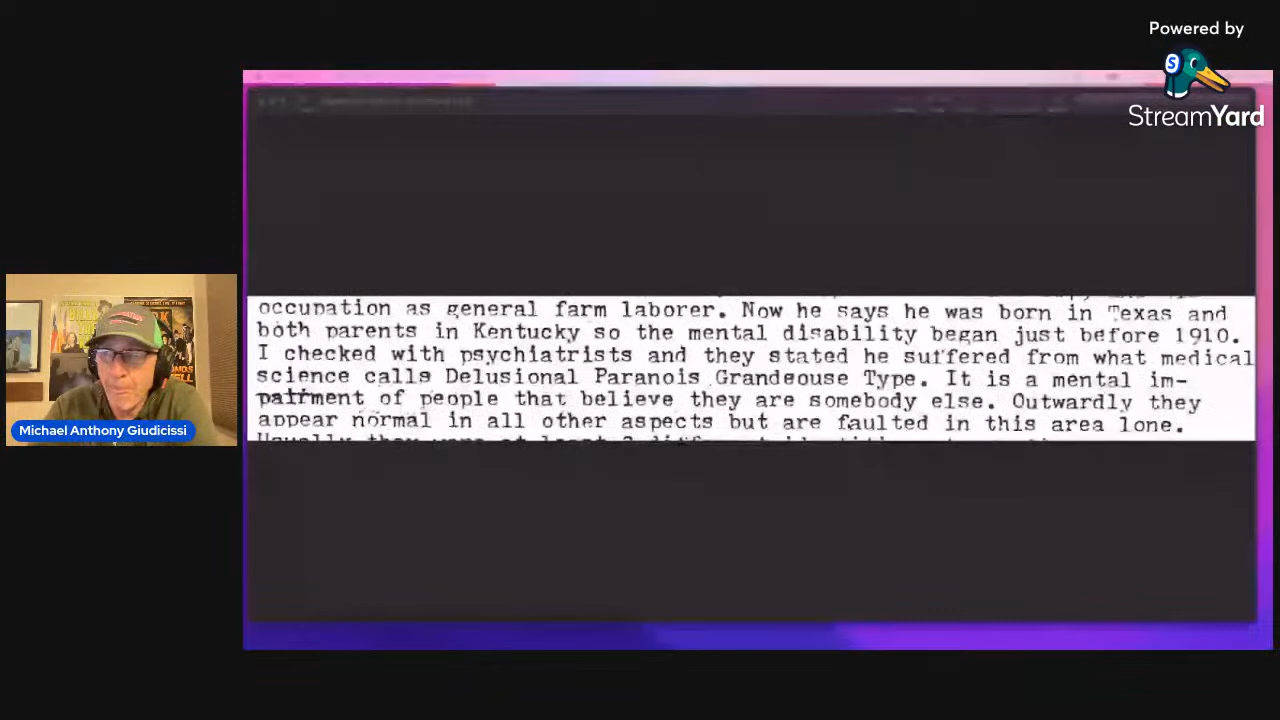 Powered by
StreamYard
occupation as general farm laborer. Now he says he was born in Texas and
both parents in Kentucky so the mental disability began just before 1910.
I checked with psychiatrists and they stated he suffered from what medical
science calls Delusional Paranois Grandeouse Type. It is a mental im-
pairment of people that believe they are somebody else. Outwardly they
appear normal in all other aspects but are faulted in this area lone.
Michael Anthony Giudicissi